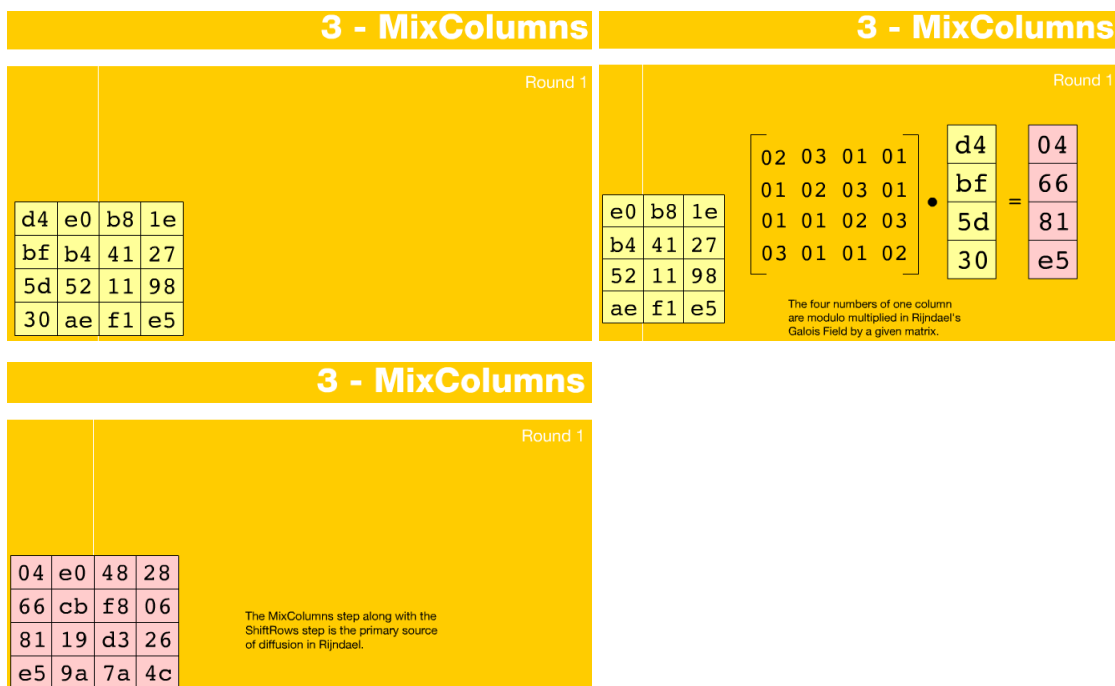 3 - MixColumns
Round 1
d4 e0 b8 1e
bf b4 41 27
5d 52 11 98
30 ae f1 e5
3 - MixColumns
Round 1
e0 b8 1e
b4 41 27
52 11 98
ae f1 e5
02 03 01 01
01 02 03 01
01 01 02 03
03 01 01 02
•
d4
bf
5d
30
=
04
66
81
e5
The four numbers of one column
are modulo multiplied in Rijndael's
Galois Field by a given matrix.
3 - MixColumns
Round 1
04 e0 48 28
66 cb f8 06
81 19 d3 26
e5 9a 7a 4c
The MixColumns step along with the
ShiftRows step is the primary source
of diffusion in Rijndael.